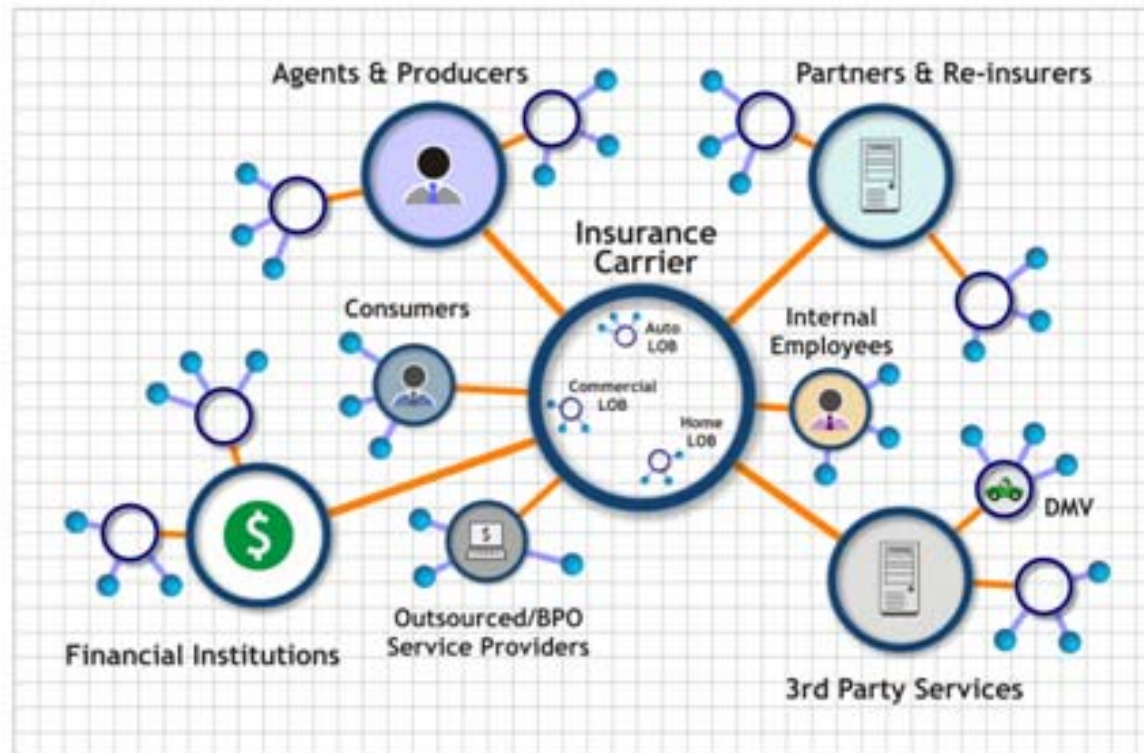 Agents & Producers
Partners & Re-insurers
Insurance
Carrier
Consumers
Internal
Employees
Auto
LOB
Commercial
LOB
Home
LOB
DMV
$
$
Outsourced/BPO
Service Providers
Financial Institutions
3rd Party Services